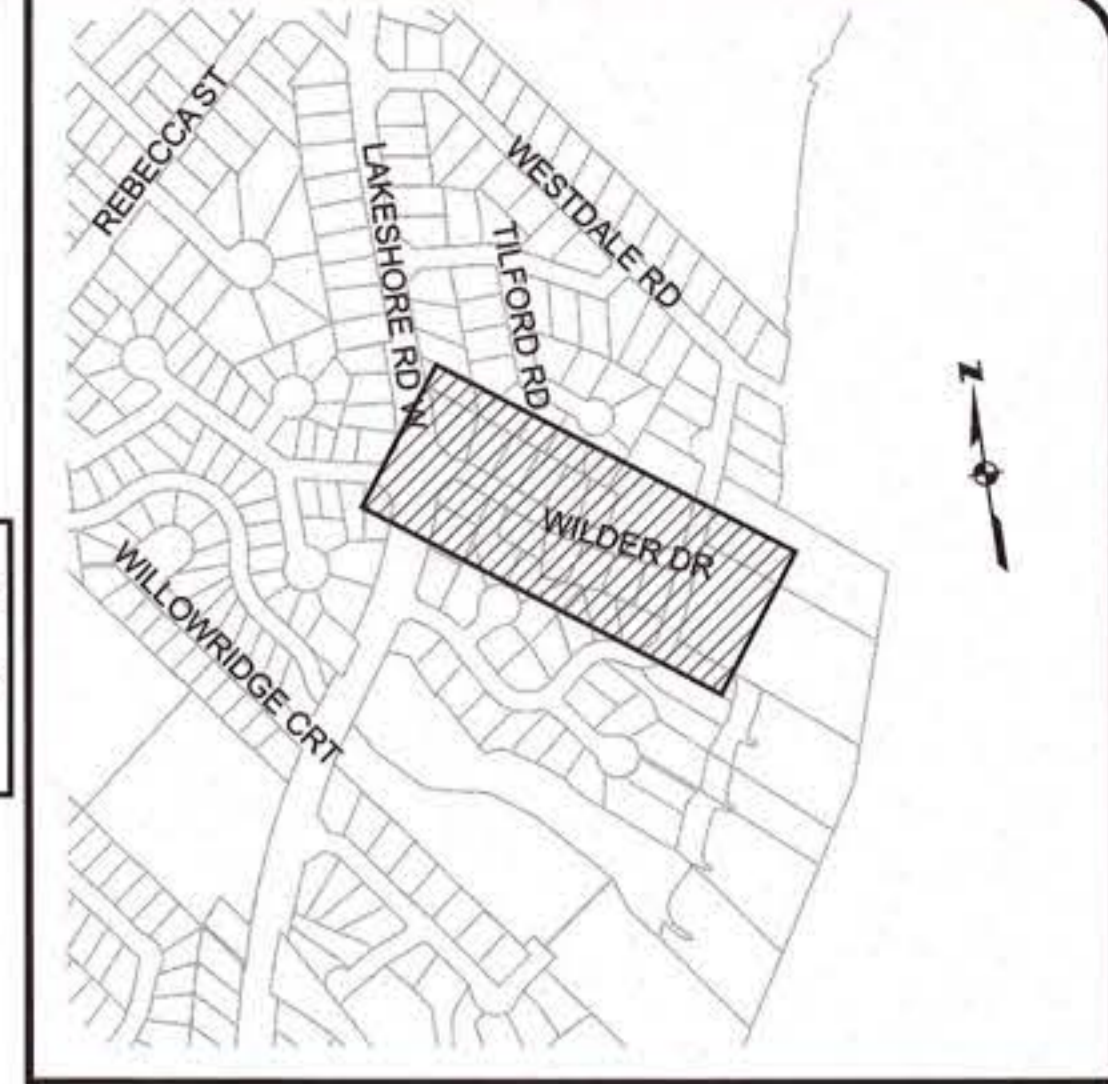 REBECCA ST
LAKESHORE RD W
WESTDALE RD
TILFORD RD
WILDER DR
WILLOWRIDGE CRT
N